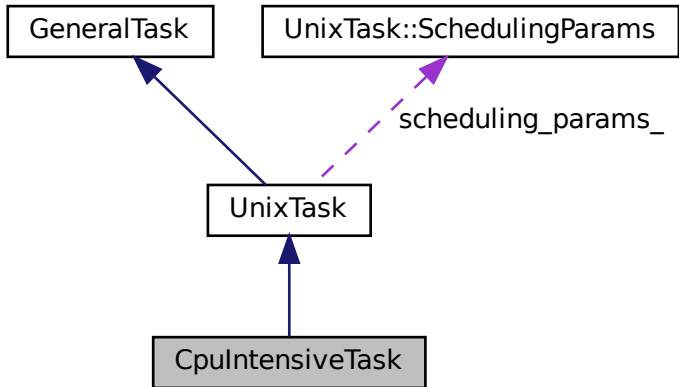 GeneralTask
UnixTask::SchedulingParams
scheduling_params_
UnixTask
CpuIntensiveTask